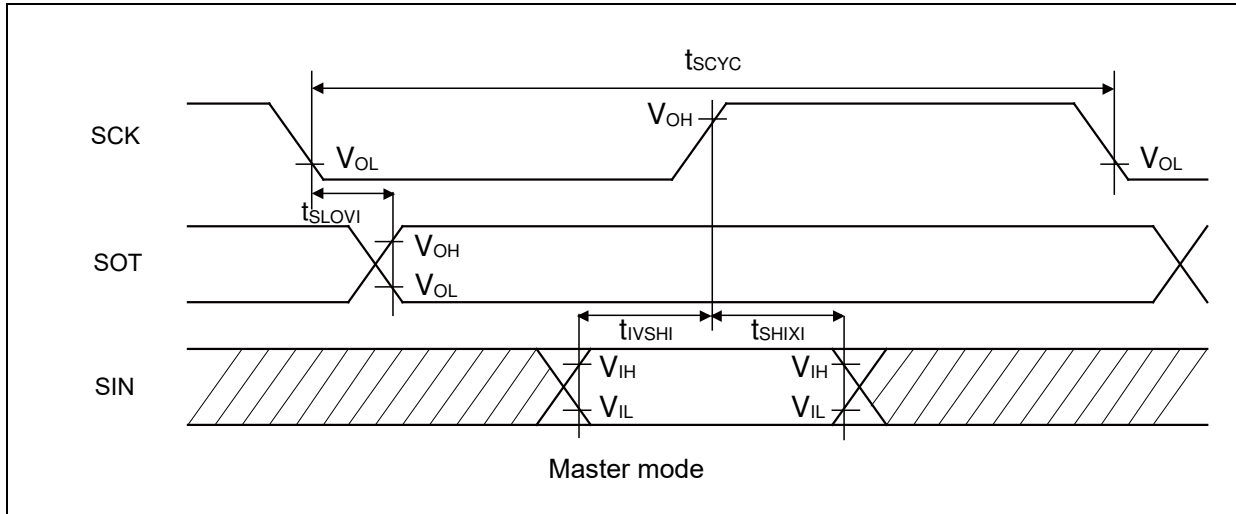 tSCYC
SCK
VOH
VOL
VOL
tSLOVI
SOT
VOH
VOL
tIVSHI
tSHIXI
SIN
VIH
VIH
VIL
VIL
Master mode